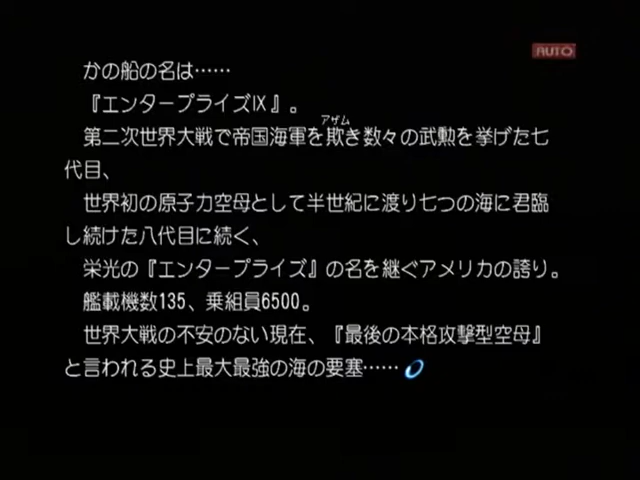 AUTO
かの船の名は……
『エンタープライズⅨ』。
アザム
第二次世界大戦で帝国海軍を欺き数々の武勲を挙げた七
代目、
世界初の原子力空母として半世紀に渡り七つの海に君臨
し続けた八代目に続く、
栄光の『エンタープライズ』の名を継ぐアメリカの誇り。
艦載機数135、乗組員6500。
世界大戦の不安のない現在、『最後の本格攻撃型空母』
と言われる史上最大最強の海の要塞……